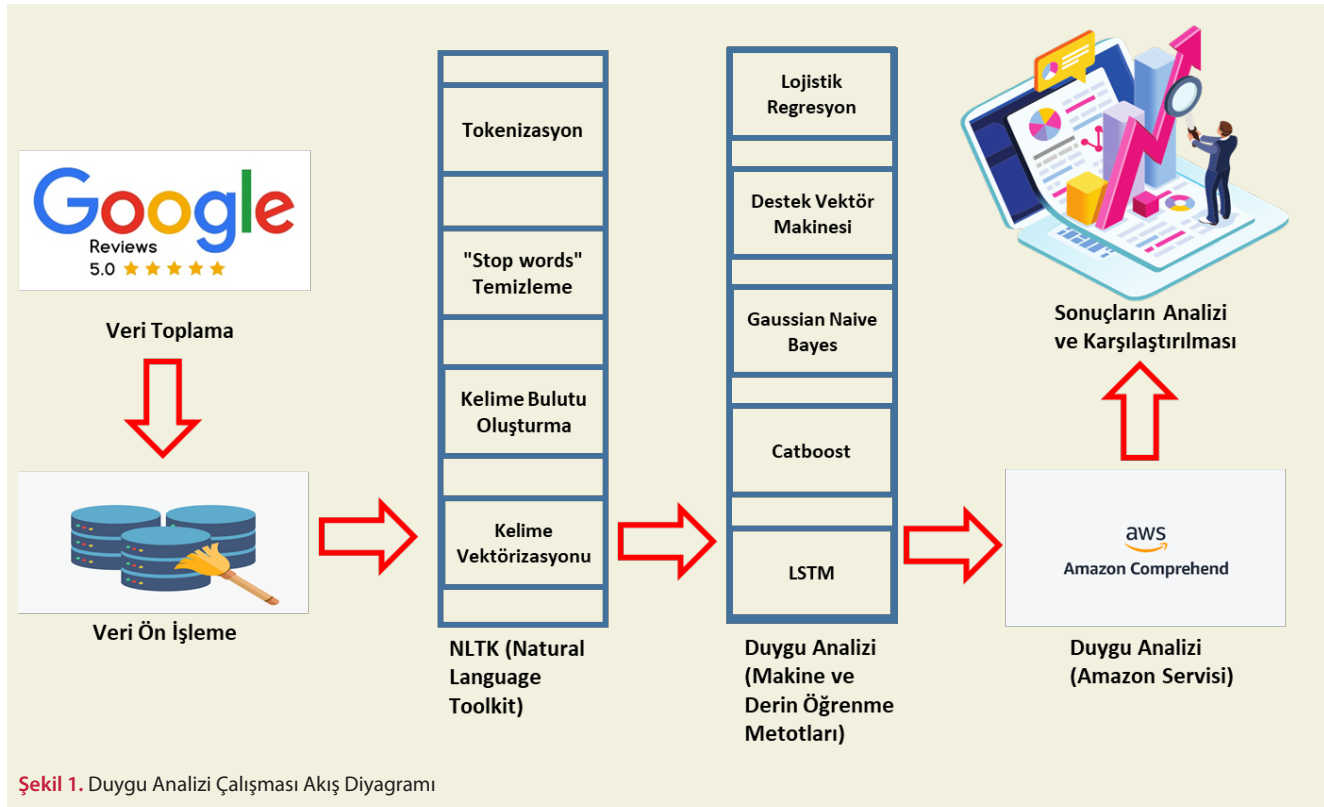 Google
Reviews
5.0
Veri Toplama
Veri Ön İşleme
Tokenizasyon
"Stop words"
Temizleme
Kelime Bulutu
Oluşturma
Kelime
Vektörizasyonu
NLTK (Natural
Language
Toolkit)
Lojistik
Regresyon
Destek Vektör
Makinesi
Gaussian Naive
Bayes
Catboost
LSTM
Duygu Analizi
(Makine ve
Derin Öğrenme
Metotları)
aws
Amazon Comprehend
Duygu Analizi
(Amazon Servisi)
Sonuçların Analizi
ve Karşılaştırılması
Şekil 1. Duygu Analizi Çalışması Akış Diyagramı